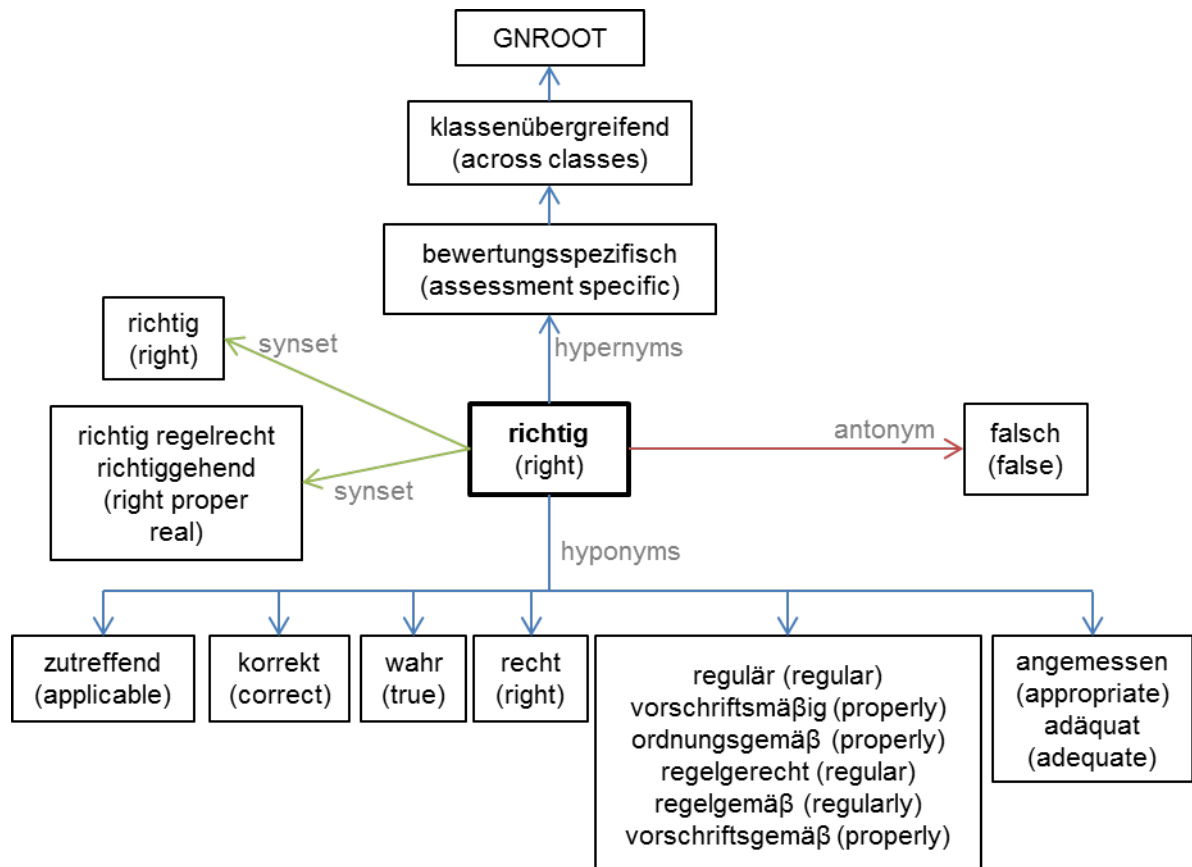 GNROOT
klassenübergreifend
(across classes)
bewertungsspezifisch
(assessment specific)
richtig
(right)
synset
hypernyms
richtig regelrecht
richtiggehend
(right proper
real)
synset
richtig
(right)
antonym
falsch
(false)
hyponyms
zutreffend
(applicable)
korrekt
(correct)
wahr
(true)
recht
(right)
regulär (regular)
vorschriftsmäßig (properly)
ordnungsgemäß (properly)
regelgerecht (regular)
regelgemäß (regularly)
vorschriftsgemäß (properly)
angemessen
(appropriate)
adäquat
(adequate)